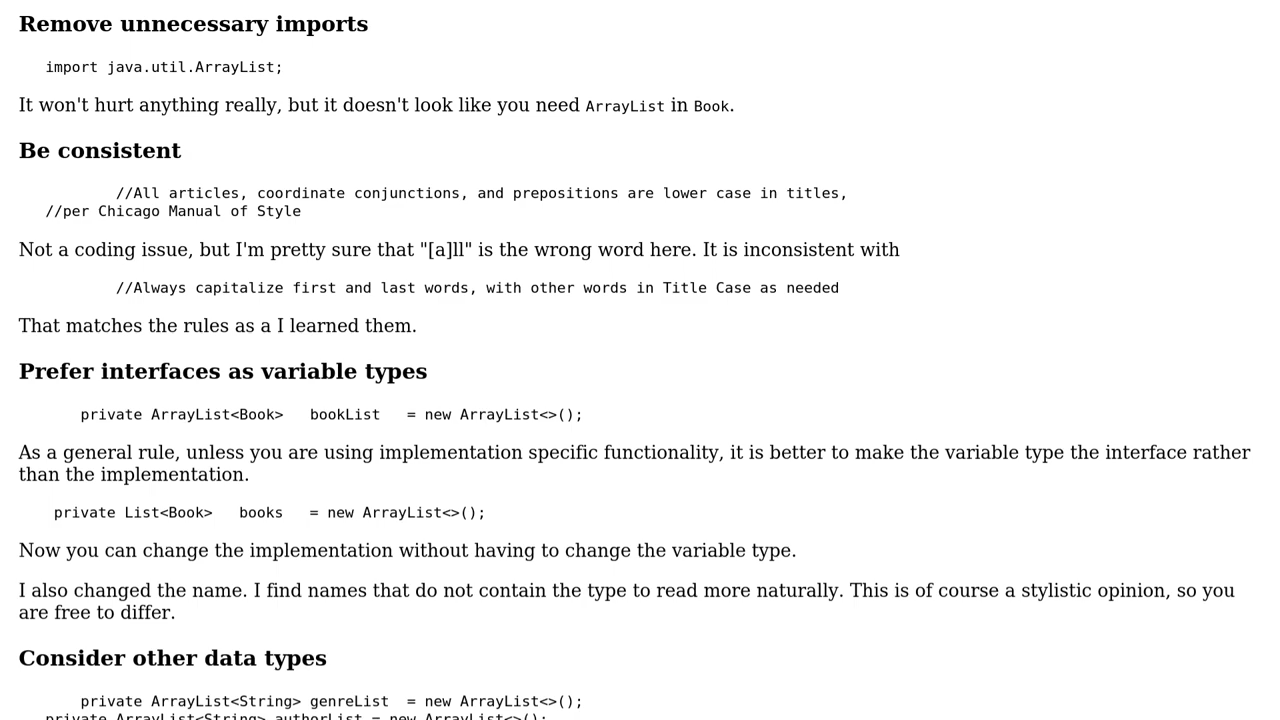 Remove unnecessary imports
import java.util.ArrayList;
It won't hurt anything really, but it doesn't look like you need ArrayList in Book.
Be consistent
//All articles, coordinate conjunctions, and prepositions are lower case in titles,
//per Chicago Manual of Style
Not a coding issue, but I'm pretty sure that "[a]ll" is the wrong word here. It is inconsistent with
//Always capitalize first and last words, with other words in Title Case as needed
That matches the rules as a I learned them.
Prefer interfaces as variable types
private ArrayList<Book>   bookList   = new ArrayList<>();
As a general rule, unless you are using implementation specific functionality, it is better to make the variable type the interface rather
than the implementation.
private List<Book>   books   = new ArrayList<>();
Now you can change the implementation without having to change the variable type.
I also changed the name. I find names that do not contain the type to read more naturally. This is of course a stylistic opinion, so you
are free to differ.
Consider other data types
private ArrayList<String> genreList  = new ArrayList<>();
private ArrayList<String> authorList = new ArrayList<>();